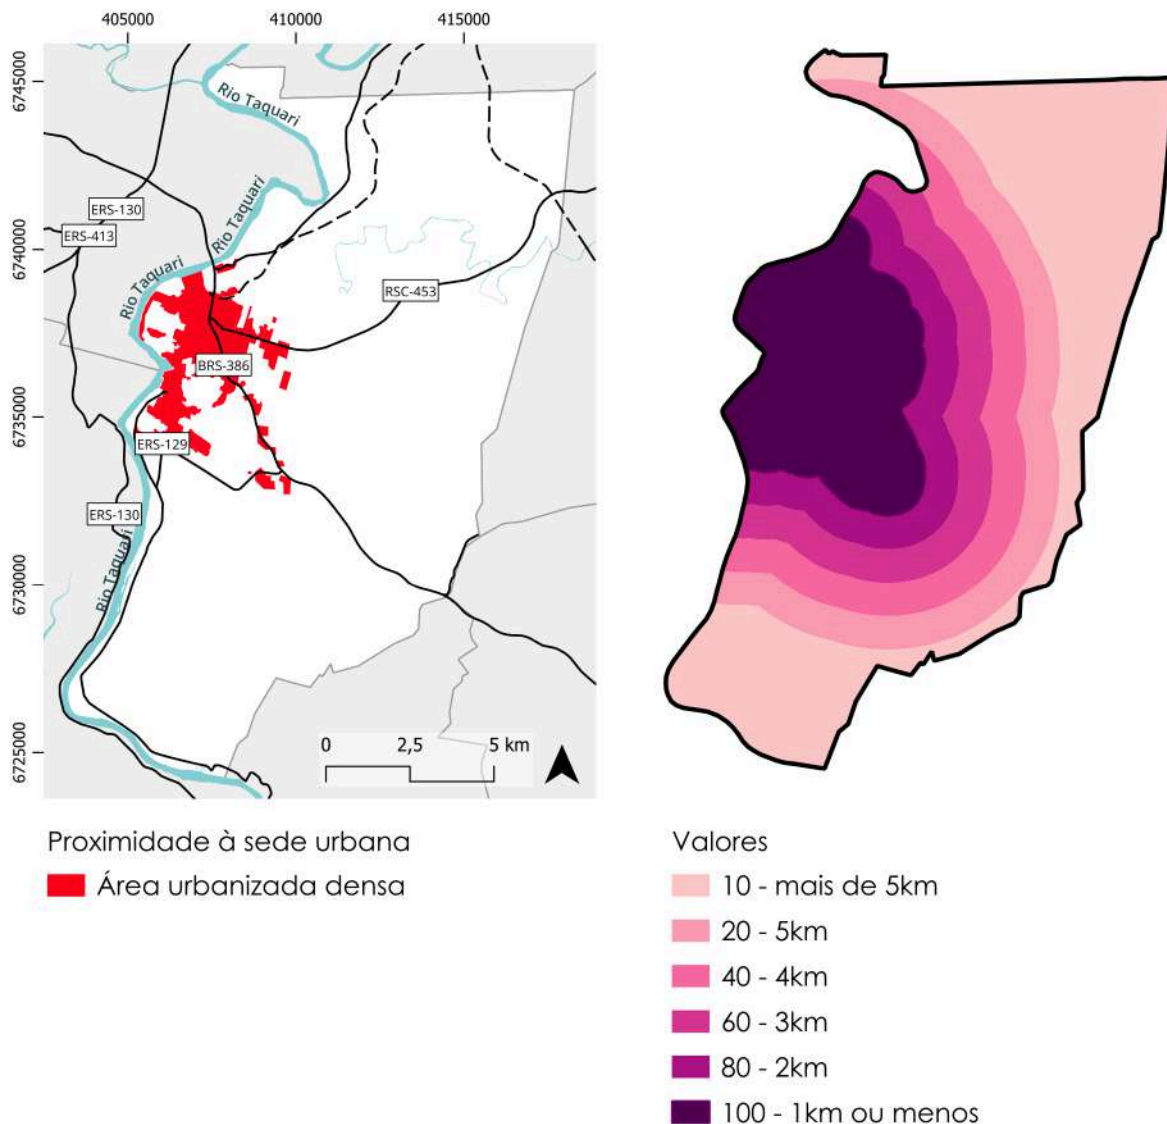 405000
410000
415000
6745000
6740000
6735000
6730000
6725000
Rio Taquari
Rio Taquari
Rio Taquari
Rio Taquari
ERS-130
ERS-413
RSC-453
BRS-386
ERS-129
ERS-130
0
2,5
5 km
Proximidade à sede urbana
Área urbanizada densa
Valores
10 - mais de 5km
20 - 5km
40 - 4km
60 - 3km
80 - 2km
100 - 1km ou menos